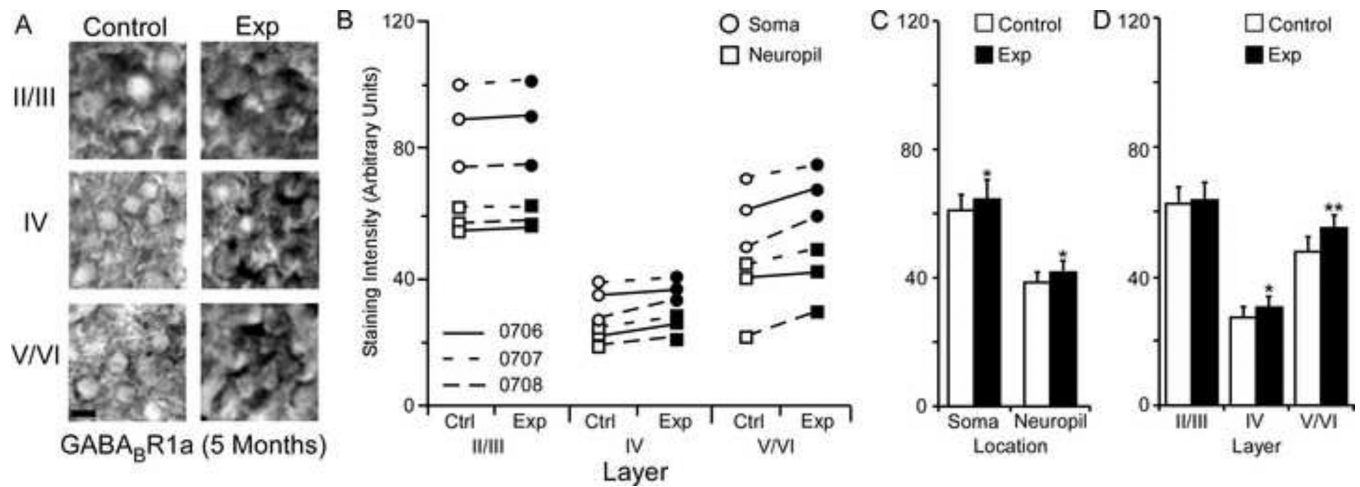 A
Control
Exp
II/III
IV
V/VI
GABABR1a (5 Months)
B
120
80
40
0
Staining Intensity (Arbitrary Units)
Soma
Neuropil
0706
0707
0708
Ctrl
Exp
Ctrl
Exp
Ctrl
Exp
II/III
IV
V/VI
Layer
C
120
80
40
0
Control
Exp
*
*
Soma
Neuropil
Location
D
120
80
40
0
Control
Exp
*
**
II/III
IV
V/VI
Layer